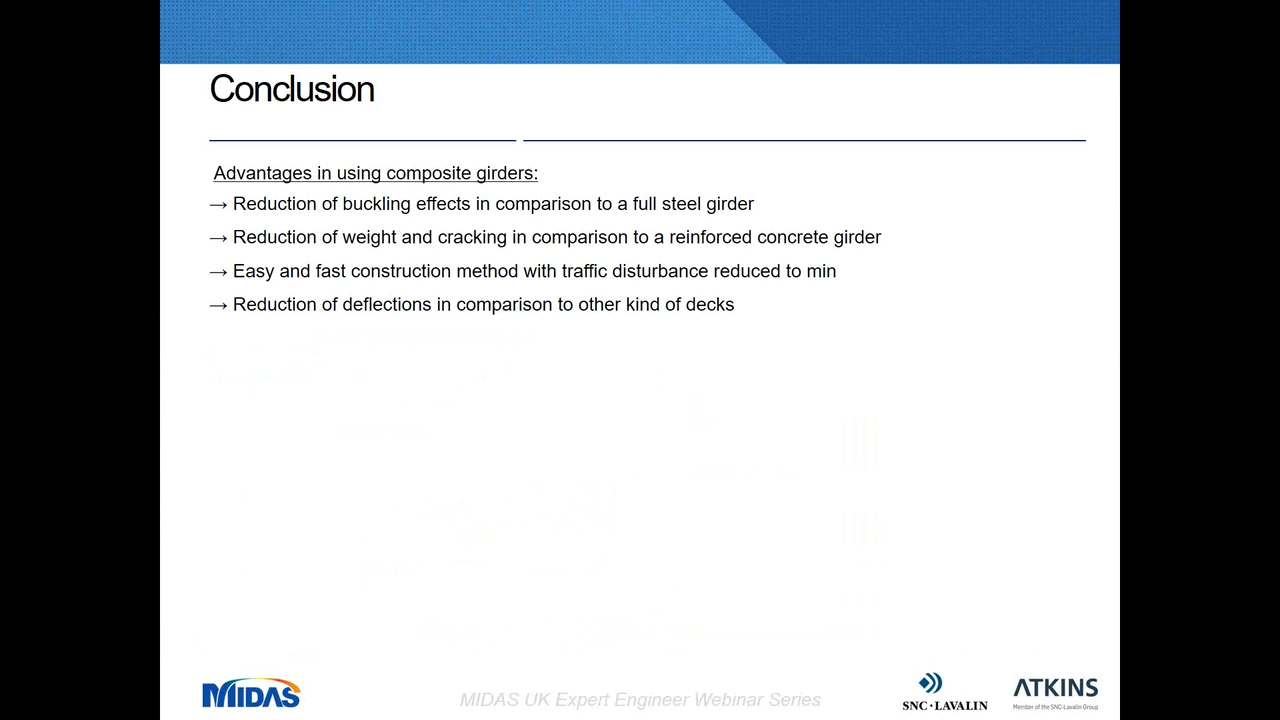 Conclusion
Advantages in using composite girders:
→ Reduction of buckling effects in comparison to a full steel girder
→ Reduction of weight and cracking in comparison to a reinforced concrete girder
→ Easy and fast construction method with traffic disturbance reduced to min
→ Reduction of deflections in comparison to other kind of decks
MIDAS
MIDAS UK Expert Engineer Webinar Series
SNC•LAVALIN
ATKINS
Member of the SNC-Lavalin Group